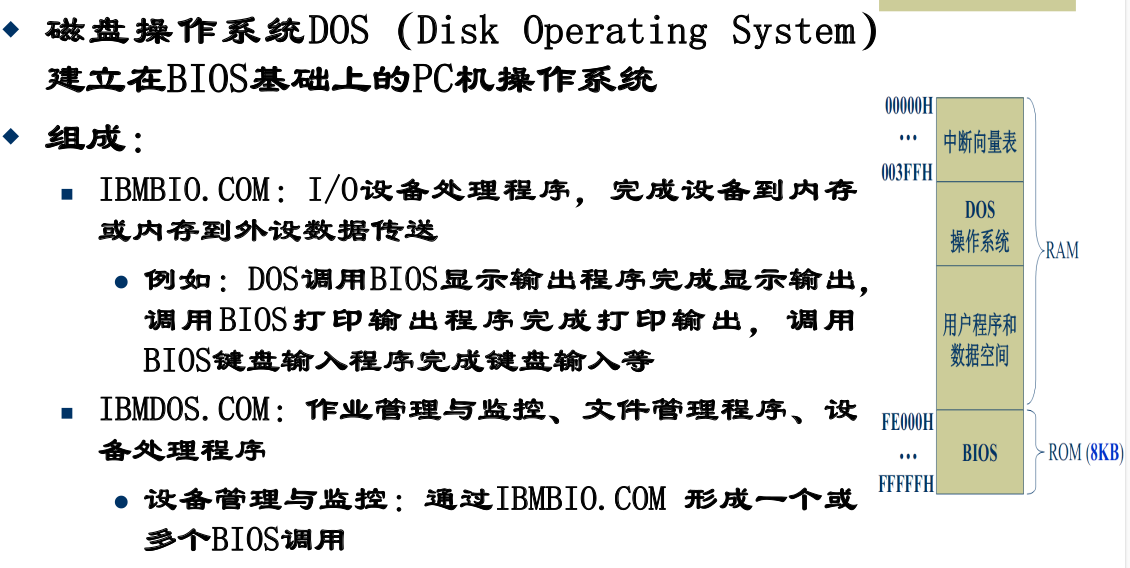 磁盘操作系统DOS (Disk Operating System)
建立在BIOS基础上的PC机操作系统
组成：
IBMBIO.COM：I/O设备处理程序，完成设备到内存
或内存到外设数据传送
例如：DOS调用BIOS显示输出程序完成显示输出，
调用BIOS打印输出程序完成打印输出，调用
BIOS键盘输入程序完成键盘输入等
IBMDOS.COM：作业管理与监控、文件管理程序、设
备处理程序
设备管理与监控：通过IBMBIO.COM 形成一个或
多个BIOS调用
00000H
…
003FFH
中断向量表
DOS
操作系统
用户程序和
数据空间
RAM
FE000H
…
FFFFFH
BIOS
ROM (8KB)